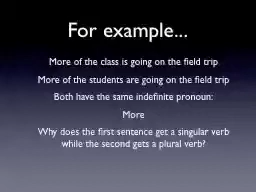 For example...
More of the class is going on the field trip
More of the students are going on the field trip
Both have the same indefinite pronoun:
More
Why does the first sentence get a singular verb
while the second gets a plural verb?